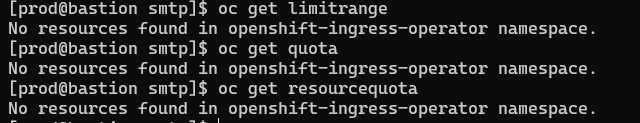 [prod@bastion smtp]$ oc get limitrange
No resources found in openshift-ingress-operator namespace.
[prod@bastion smtp]$ oc get quota
No resources found in openshift-ingress-operator namespace.
[prod@bastion smtp]$ oc get resourcequota
No resources found in openshift-ingress-operator namespace.